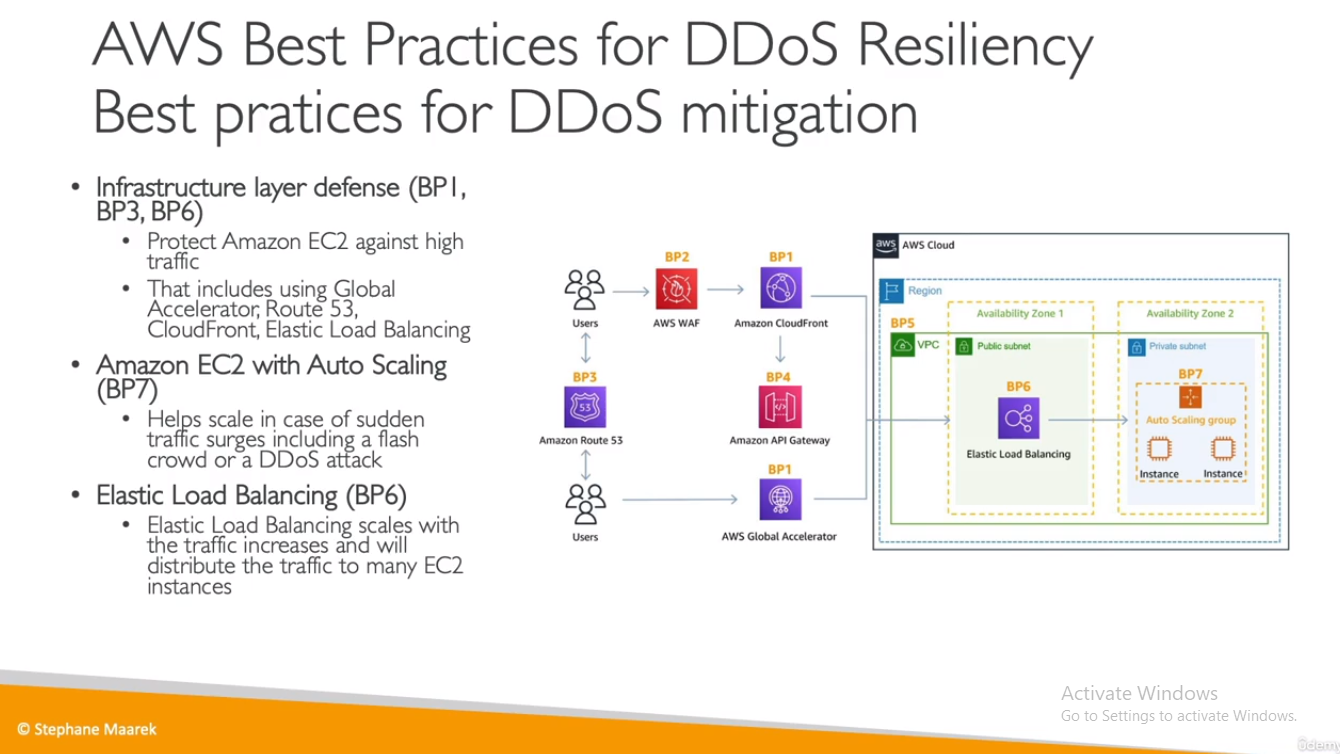 AWS Best Practices for DDoS Resiliency
Best pratices for DDoS mitigation
• Infrastructure layer defense (BP1,
BP3, BP6)
• Protect Amazon EC2 against high
traffic
• That includes using Global
Accelerator, Route 53,
CloudFront, Elastic Load Balancing
• Amazon EC2 with Auto Scaling
(BP7)
• Helps scale in case of sudden
traffic surges including a flash
crowd or a DDoS attack
• Elastic Load Balancing (BP6)
• Elastic Load Balancing scales with
the traffic increases and will
distribute the traffic to many EC2
instances
BP2
BP1
Users
AWS WAF
Amazon CloudFront
BP3
BP4
53
Amazon Route 53
Amazon API Gateway
BP1
Users
AWS Global Accelerator
aws
AWS Cloud
Region
Availability Zone 1
Availability Zone 2
BP5
VPC
Public subnet
Private subnet
BP6
BP7
Elastic Load Balancing
Auto Scaling group
Instance
Instance
Activate Windows
Go to Settings to activate Windows.
© Stephane Maarek
ûdemy